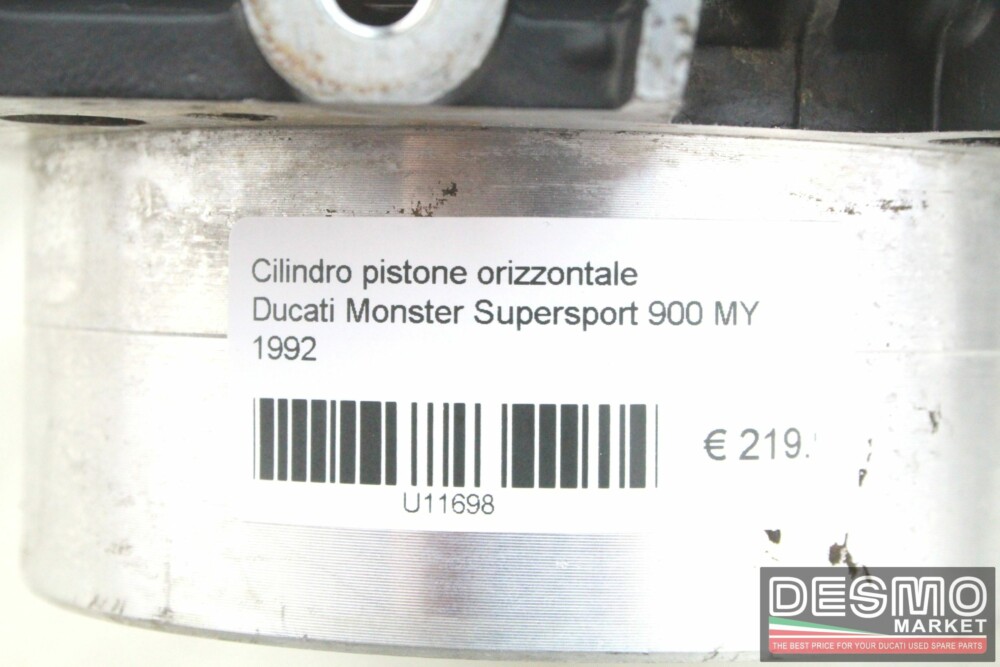 Cilindro pistone orizzontale
Ducati Monster Supersport 900 MY
1992
€ 219.
U11698
DESMO
MARKET
THE BEST PRICE FOR YOUR DUCATI USED SPARE PARTS